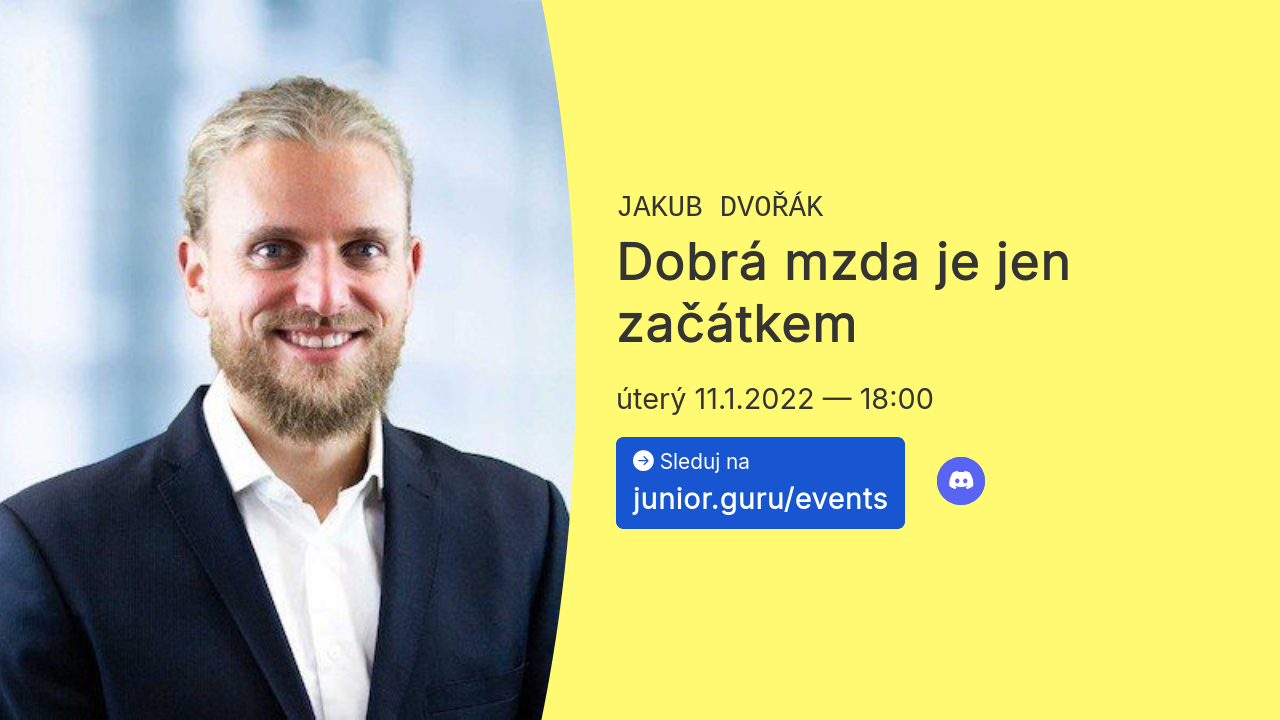 JAKUB DVOŘÁK
Dobrá mzda je jen
začátkem
úterý 11.1.2022 — 18:00
Sleduj na
junior.guru/events